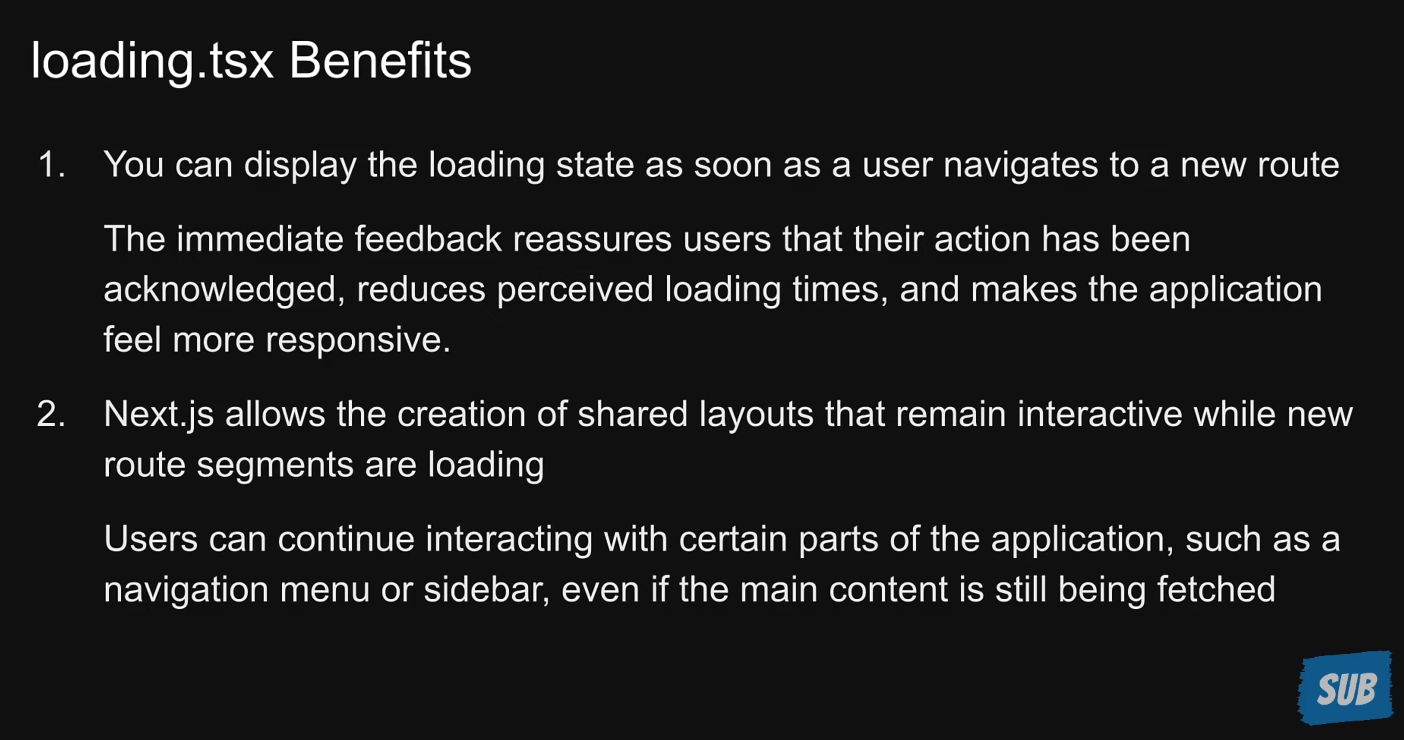 loading.tsx Benefits
1. You can display the loading state as soon as a user navigates to a new route
The immediate feedback reassures users that their action has been
acknowledged, reduces perceived loading times, and makes the application
feel more responsive.
2. Next.js allows the creation of shared layouts that remain interactive while new
route segments are loading
Users can continue interacting with certain parts of the application, such as a
navigation menu or sidebar, even if the main content is still being fetched
SUB